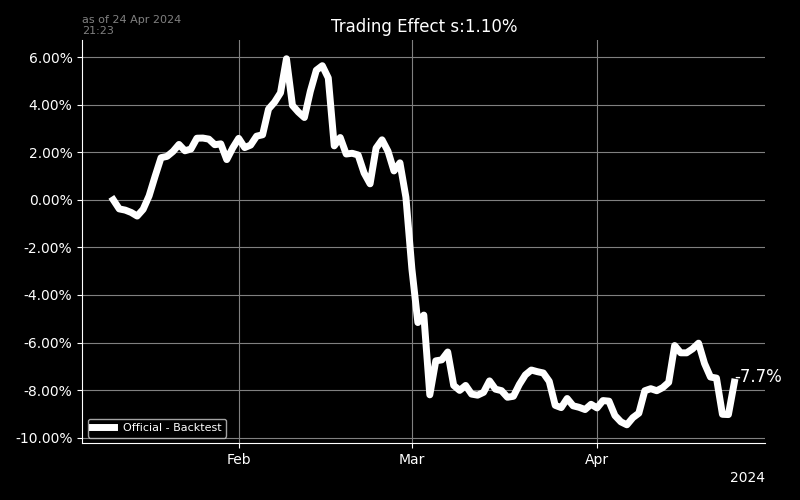 as of 24 Apr 2024
21:23
Trading Effect s:1.10%
6.00%
4.00%
2.00%
0.00%
-2.00%
-4.00%
-6.00%
-8.00%
-10.00%
-7.7%
Official - Backtest
Feb
Mar
Apr
2024